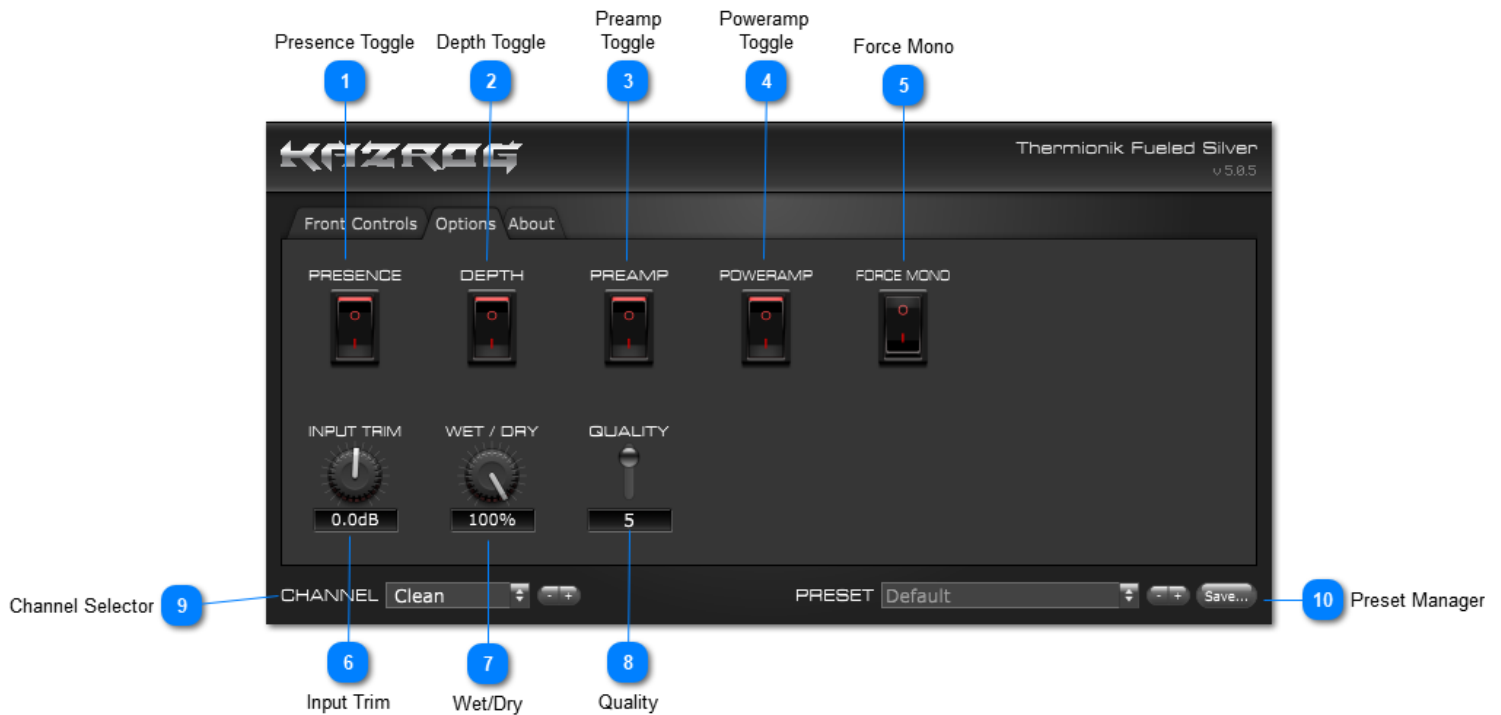 Preamp
Toggle
Poweramp
Toggle
Presence Toggle
Depth Toggle
Force Mono
1
2
3
4
5
KAZROG
Thermionik Fueled Silver
v 5.0.5
Front Controls
Options
About
PRESENCE
DEPTH
PREAMP
POWERAMP
FORCE MONO
O
O
O
O
O
I
I
I
I
I
INPUT TRIM
WET / DRY
QUALITY
0.0dB
100%
5
Channel Selector
9
CHANNEL
Clean
- +
PRESET
Default
- +
Save...
10
Preset Manager
6
7
8
Input Trim
Wet/Dry
Quality